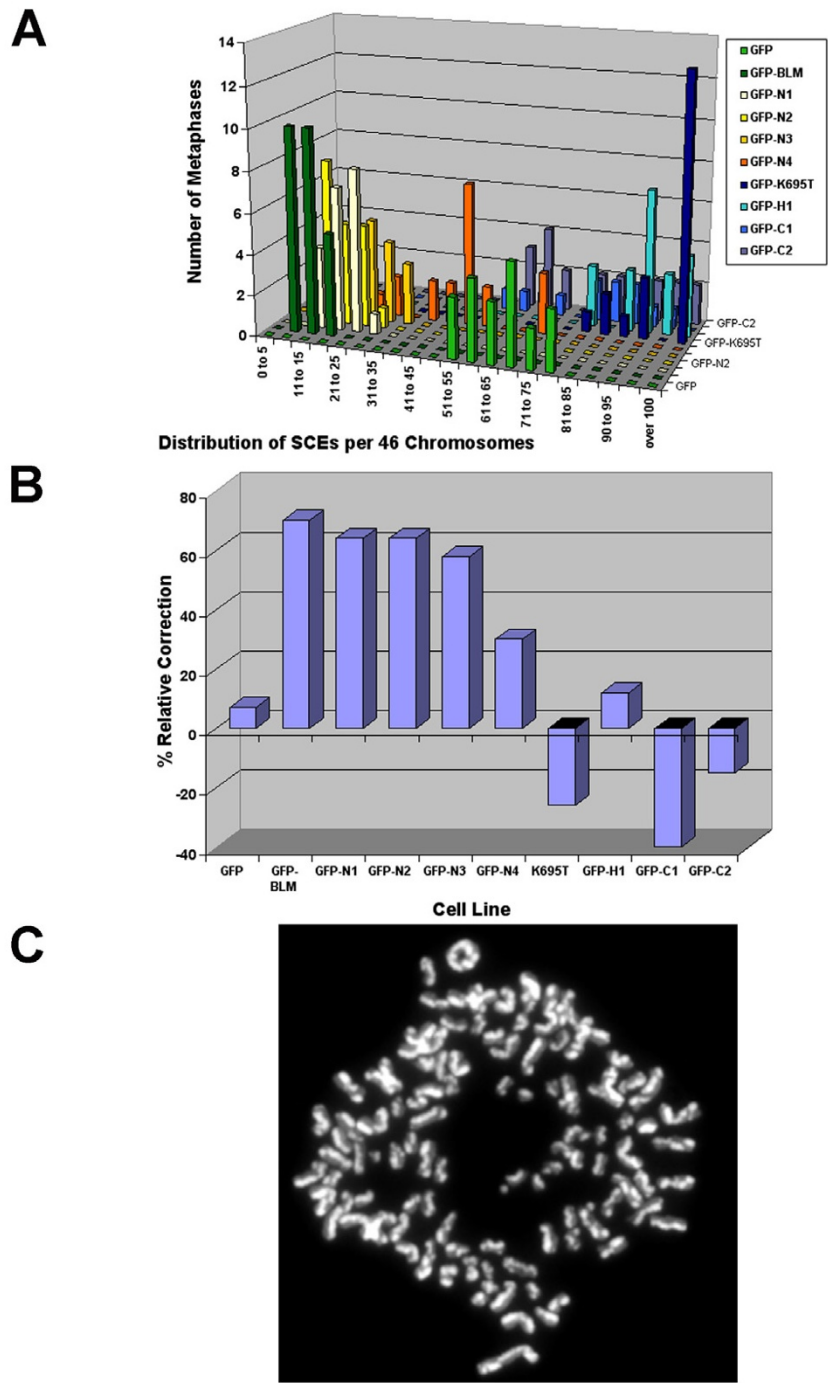 A
Number of Metaphases
14
12
10
8
6
4
2
0
0 to 5
11 to 15
21 to 25
31 to 35
41 to 45
51 to 55
61 to 65
71 to 75
81 to 85
90 to 95
over 100
GFP-C2
GFP-K695T
GFP-N2
GFP
Distribution of SCEs per 46 Chromosomes
GFP
GFP-BLM
GFP-N1
GFP-N2
GFP-N3
GFP-N4
GFP-K695T
GFP-H1
GFP-C1
GFP-C2
B
% Relative Correction
80
60
40
20
0
-20
-40
GFP
GFP-
BLM
GFP-N1
GFP-N2
GFP-N3
GFP-N4
K695T
GFP-H1
GFP-C1
GFP-C2
Cell Line
C